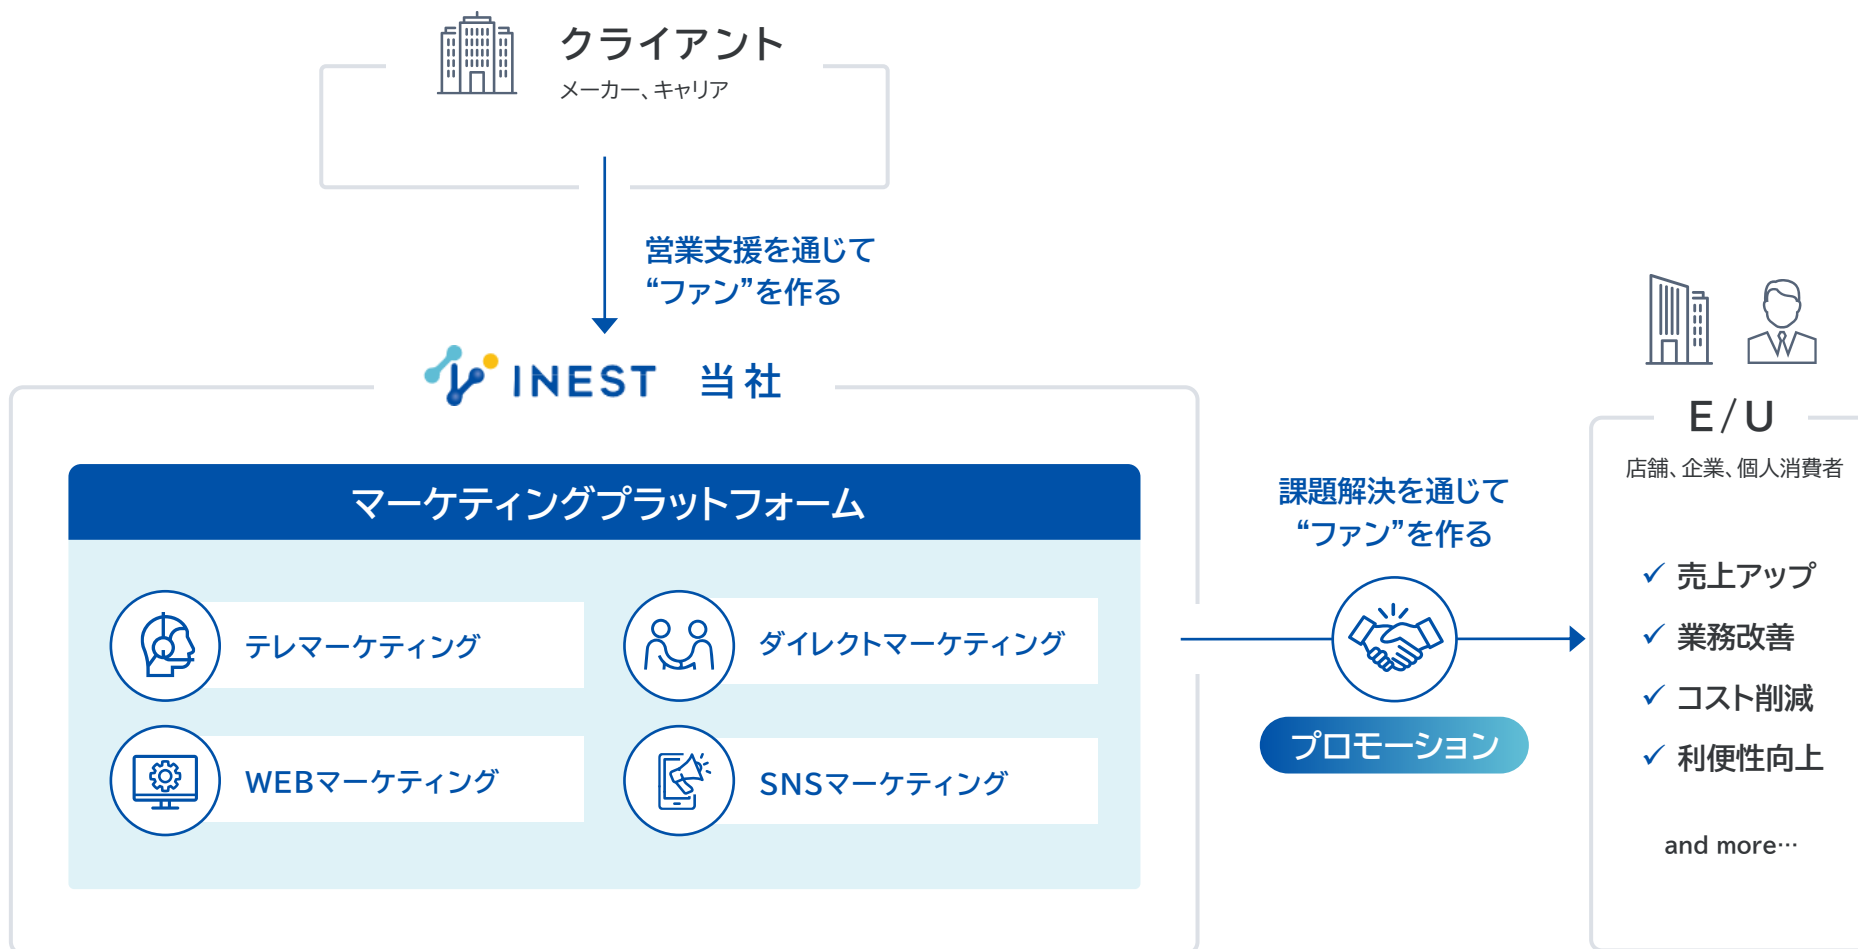 クライアント
メーカー、キャリア
営業支援を通じて
“ファン”を作る
INEST 当社
マーケティングプラットフォーム
テレマーケティング
ダイレクトマーケティング
WEBマーケティング
SNSマーケティング
課題解決を通じて
“ファン”を作る
プロモーション
E/U
店舗、企業、個人消費者
売上アップ
業務改善
コスト削減
利便性向上
and more…